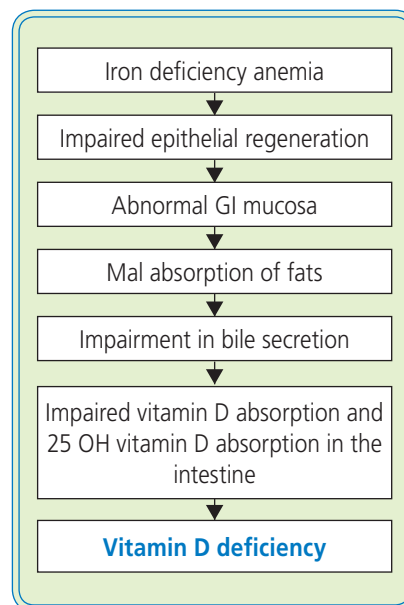 Iron deficiency anemia
Impaired epithelial regeneration
Abnormal GI mucosa
Mal absorption of fats
Impairment in bile secretion
Impaired vitamin D absorption and
25 OH vitamin D absorption in the
intestine
Vitamin D deficiency